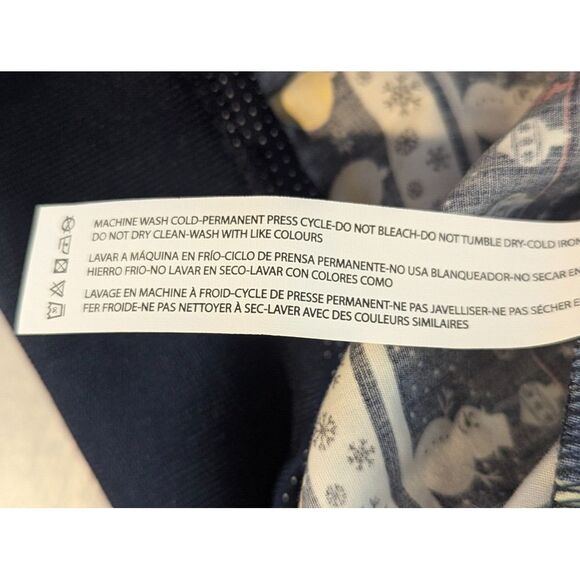 MACHINE WASH COLD-PERMANENT PRESS CYCLE-DO NOT BLEACH-DO NOT TUMBLE DRY-COLD IRON
DO NOT DRY CLEAN-WASH WITH LIKE COLOURS
LAVAR A MÁQUINA EN FRÍO-CICLO DE PRENSA PERMANENTE-NO USA BLANQUEADOR-NO SECAR EN
HIERRO FRIO-NO LAVAR EN SECO-LAVAR CON COLORES COMO
LAVAGE EN MACHINE À FROID-CYCLE DE PRESSE PERMANENT-NE PAS JAVELLISER-NE PAS SÉCHER E
FER FROIDE-NE PAS NETTOYER À SEC-LAVER AVEC DES COULEURS SIMILAIRES